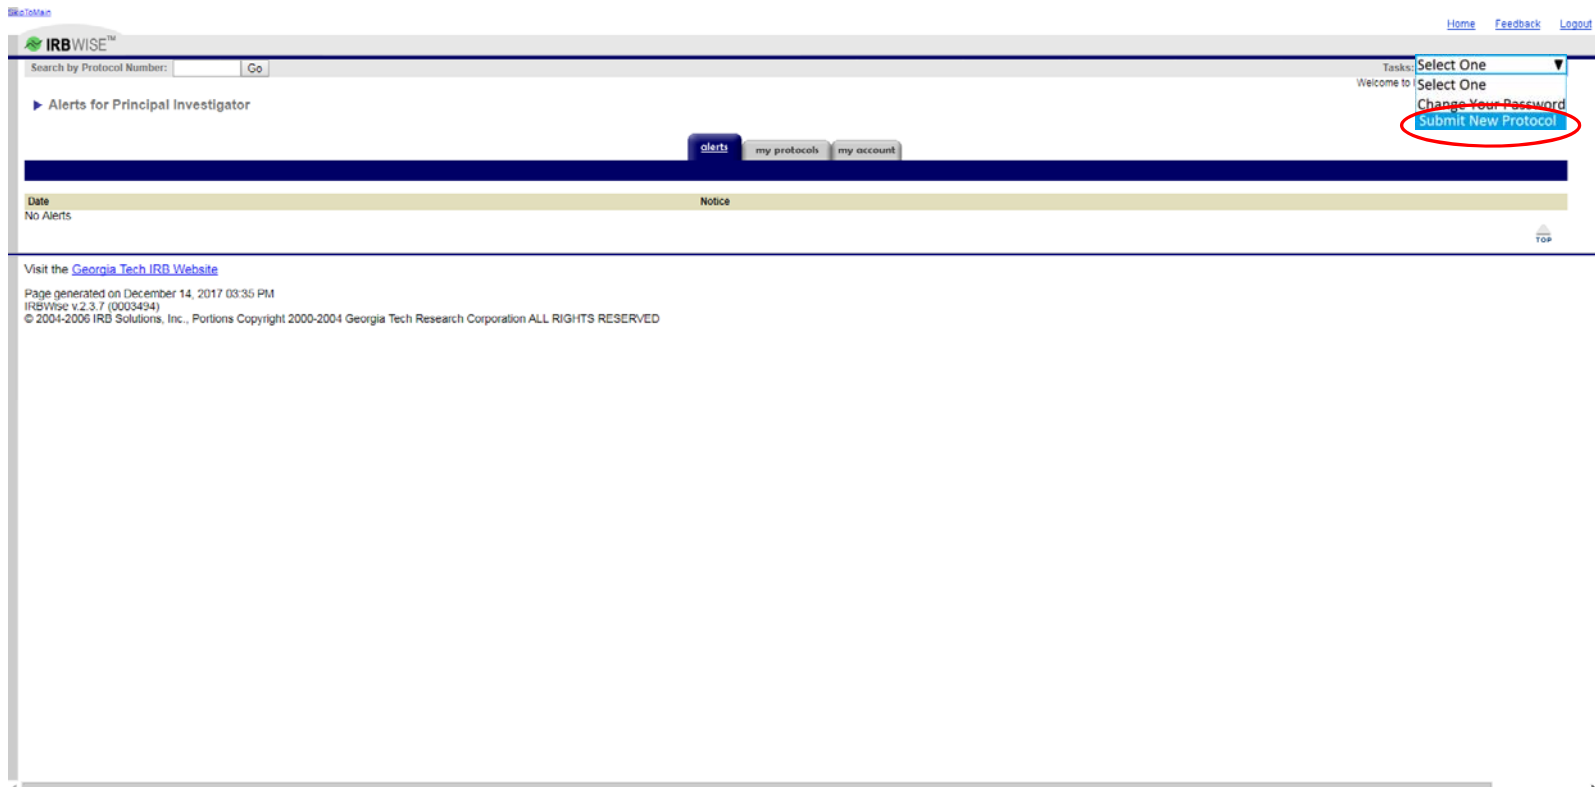 SkipToMain
Home Feedback Logout
IRBWISE™
Search by Protocol Number: Go Tasks: Select One ▼
Welcome to
Select One
Alerts for Principal Investigator
Change Your Password
Submit New Protocol
alerts my protocols my account
Date Notice
No Alerts
TOP
Visit the Georgia Tech IRB Website
Page generated on December 14, 2017 03:35 PM
IRBWise v.2.3.7 (0003494)
© 2004-2006 IRB Solutions, Inc., Portions Copyright 2000-2004 Georgia Tech Research Corporation ALL RIGHTS RESERVED